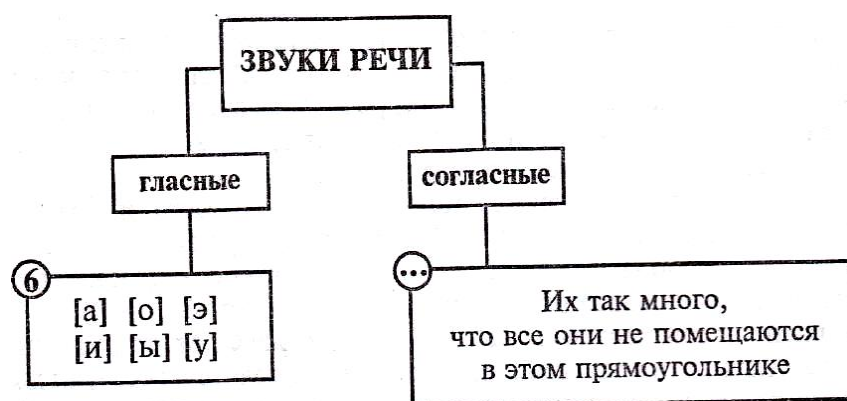 ЗВУКИ РЕЧИ
гласные
согласные
6
[а] [о] [э]
[и] [ы] [у]
...
Их так много,
что все они не помещаются
в этом прямоугольнике